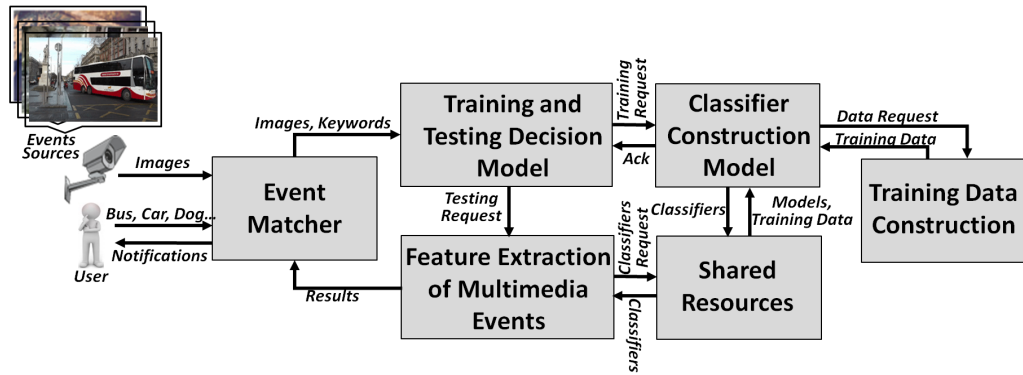 Events
Sources
Images
Bus, Car, Dog...
Notifications
User
Event
Matcher
Images, Keywords
Results
Training and
Testing Decision
Model
Testing
Request
Feature Extraction
of Multimedia
Events
Training
Request
Ack
Classifiers
Request
Classifiers
Classifier
Construction
Model
Classifiers
Models,
Training Data
Shared
Resources
Data Request
Training Data
Training Data
Construction